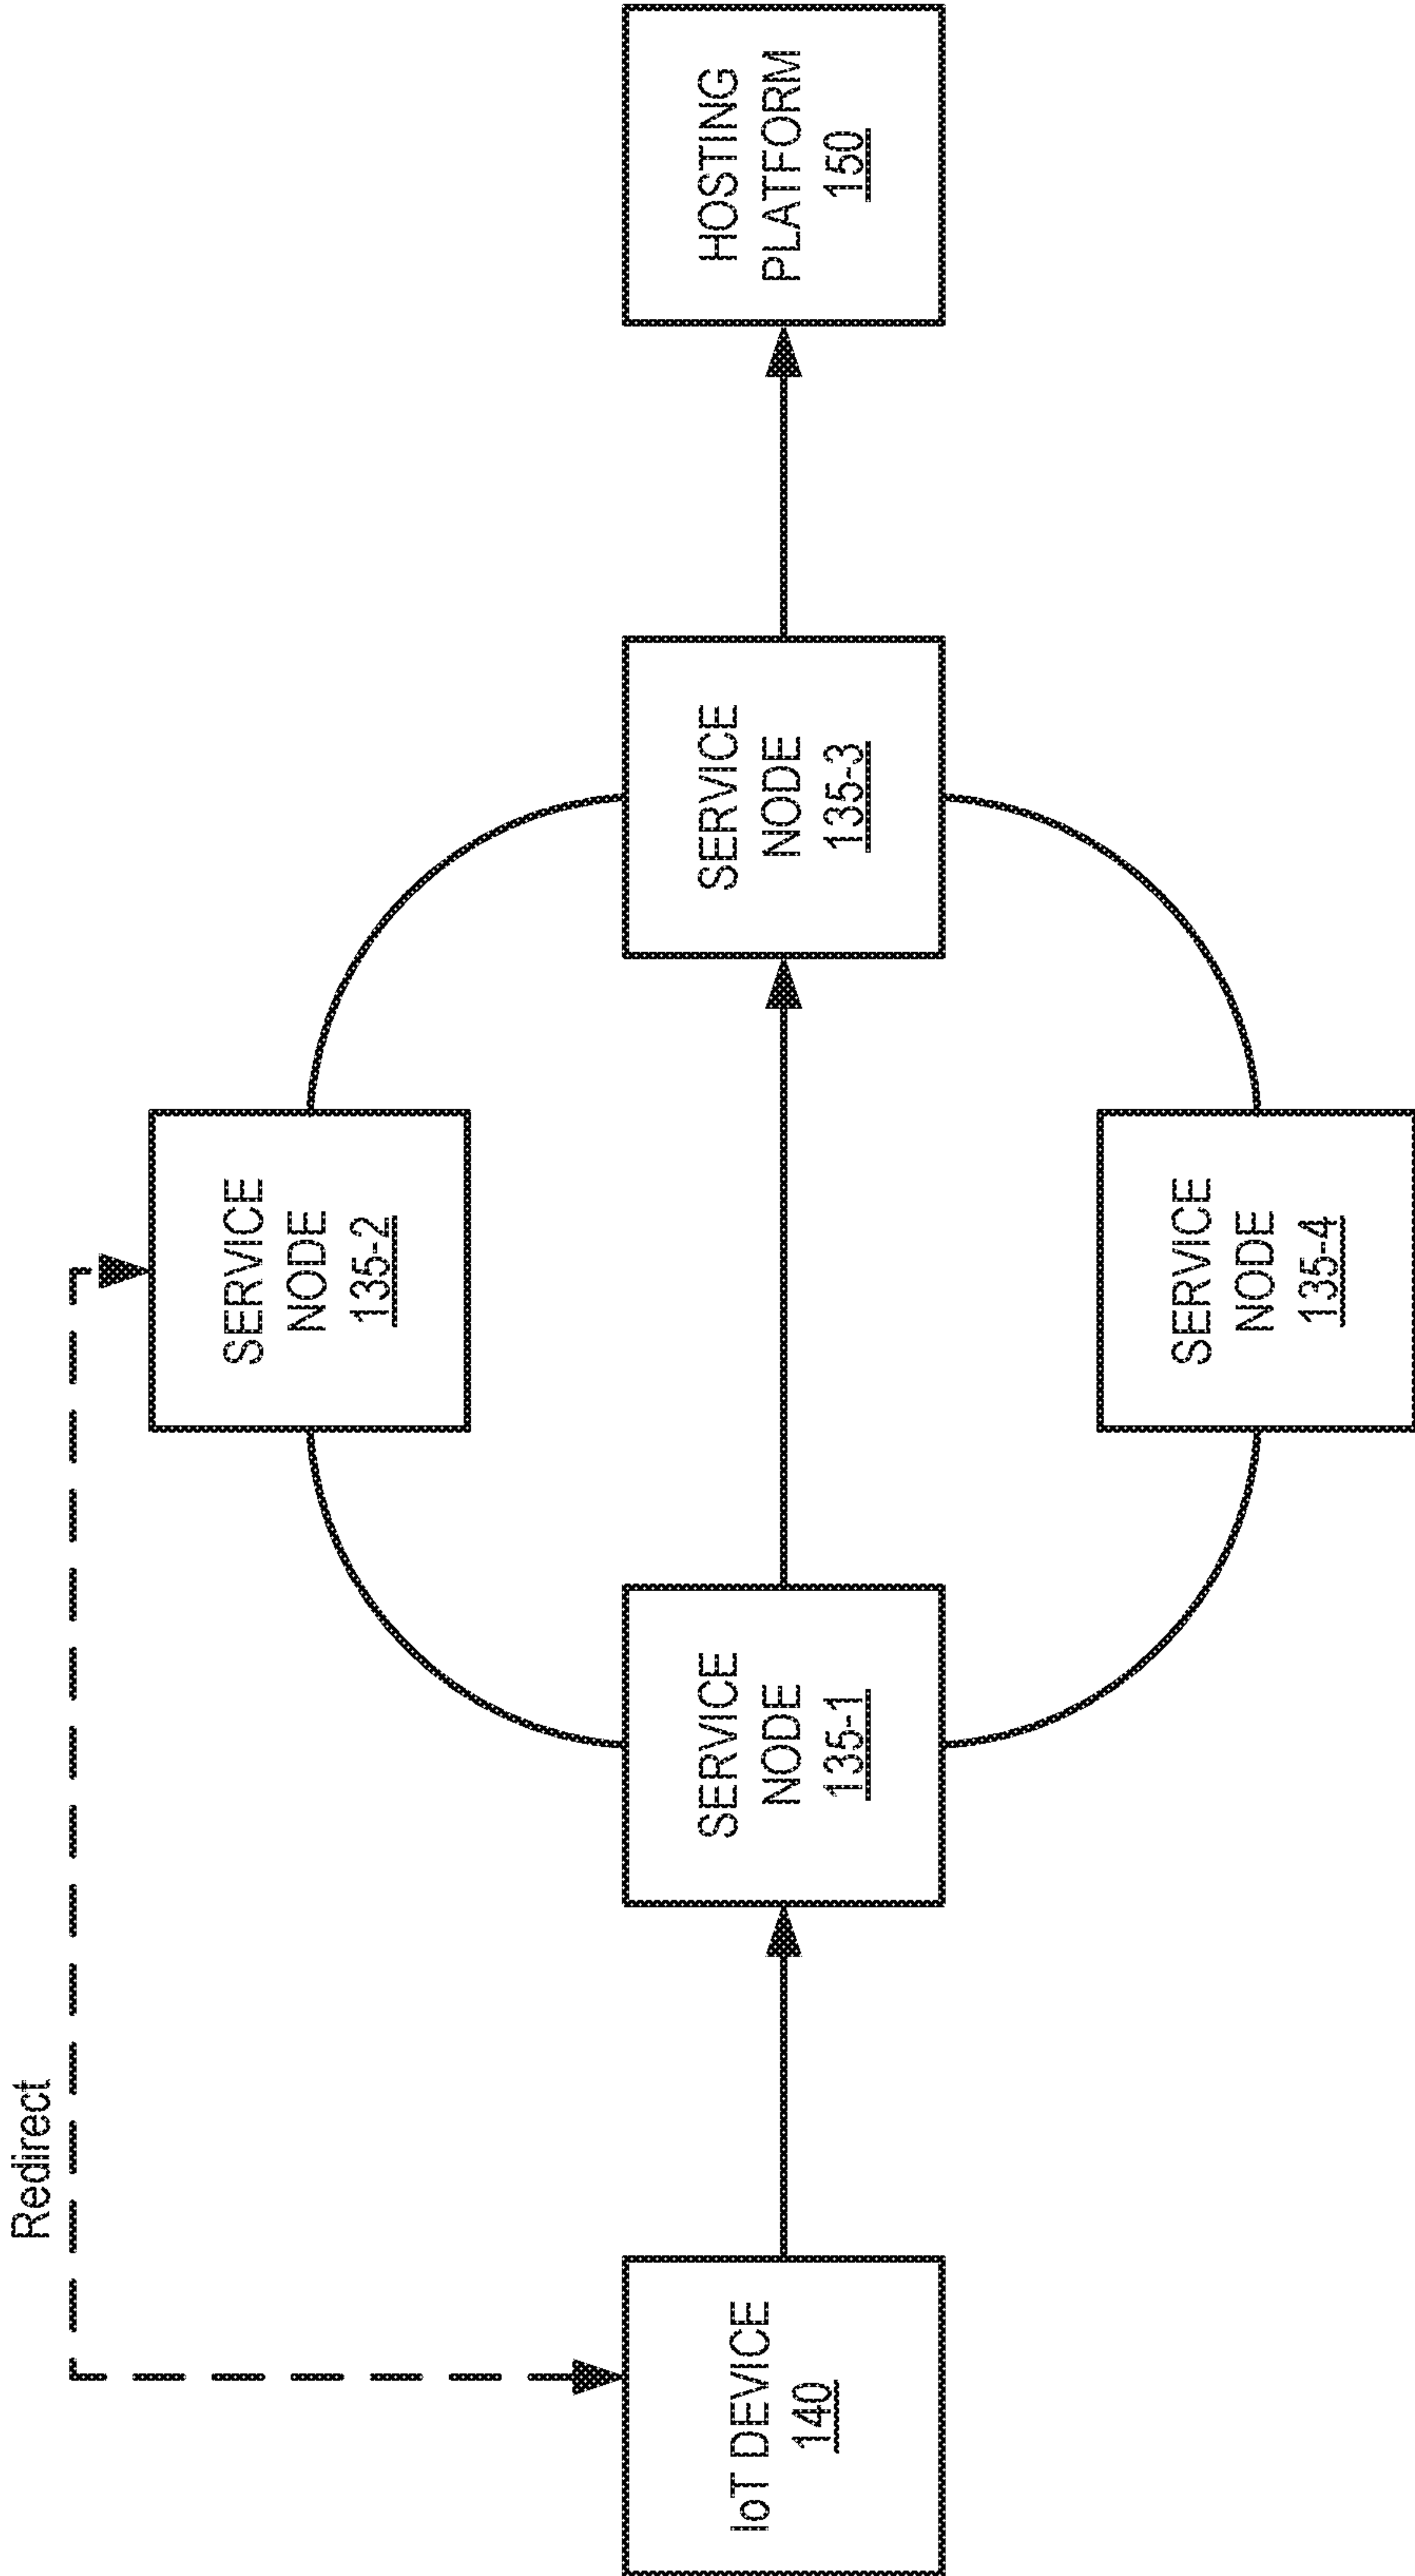 Redirect
IoT DEVICE
140
SERVICE
NODE
135-1
SERVICE
NODE
135-2
SERVICE
NODE
135-3
SERVICE
NODE
135-4
HOSTING
PLATFORM
150